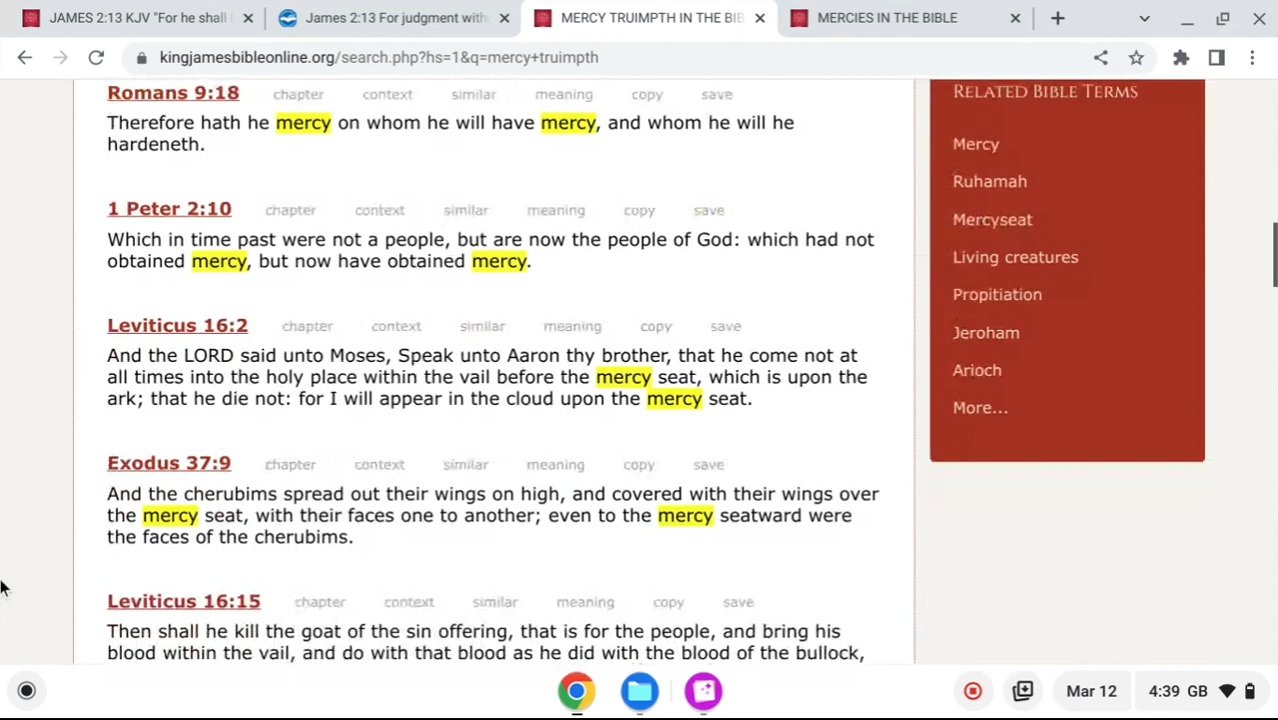 JAMES 2:13 KJV "For he shall
James 2:13 For judgment with
MERCY TRUIMPTH IN THE BIB
MERCIES IN THE BIBLE
kingjamesbibleonline.org/search.php?hs=1&q=mercy+truimpth
Romans 9:18 chapter context similar meaning copy save
Therefore hath he mercy on whom he will have mercy, and whom he will he
hardeneth.
1 Peter 2:10 chapter context similar meaning copy save
Which in time past were not a people, but are now the people of God: which had not
obtained mercy, but now have obtained mercy.
Leviticus 16:2 chapter context similar meaning copy save
And the LORD said unto Moses, Speak unto Aaron thy brother, that he come not at
all times into the holy place within the vail before the mercy seat, which is upon the
ark; that he die not: for I will appear in the cloud upon the mercy seat.
Exodus 37:9 chapter context similar meaning copy save
And the cherubims spread out their wings on high, and covered with their wings over
the mercy seat, with their faces one to another; even to the mercy seatward were
the faces of the cherubims.
Leviticus 16:15 chapter context similar meaning copy save
Then shall he kill the goat of the sin offering, that is for the people, and bring his
blood within the vail, and do with that blood as he did with the blood of the bullock,
RELATED BIBLE TERMS
Mercy
Ruhamah
Mercyseat
Living creatures
Propitiation
Jeroham
Arioch
More...
Mar 12
4:39 GB